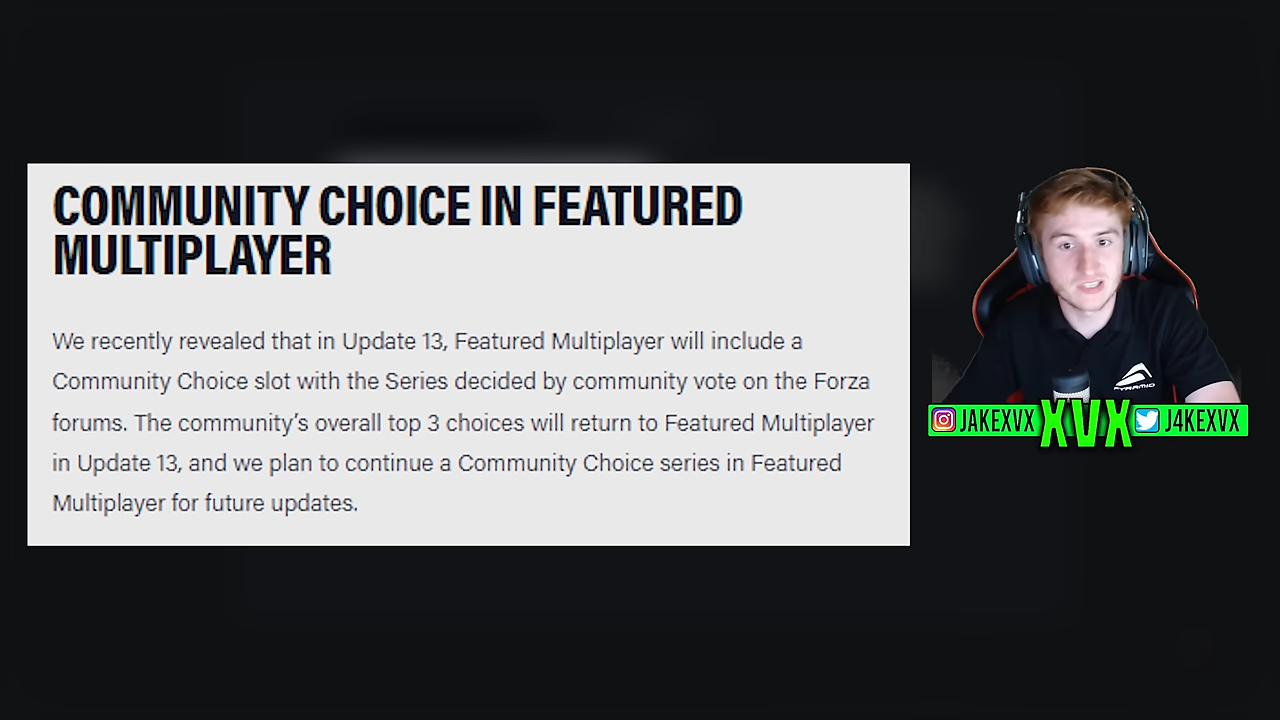 COMMUNITY CHOICE IN FEATURED
MULTIPLAYER
We recently revealed that in Update 13, Featured Multiplayer will include a
Community Choice slot with the Series decided by community vote on the Forza
forums. The community’s overall top 3 choices will return to Featured Multiplayer
in Update 13, and we plan to continue a Community Choice series in Featured
Multiplayer for future updates.
PYRAMID
JAKEXVX XVX J4KEXVX